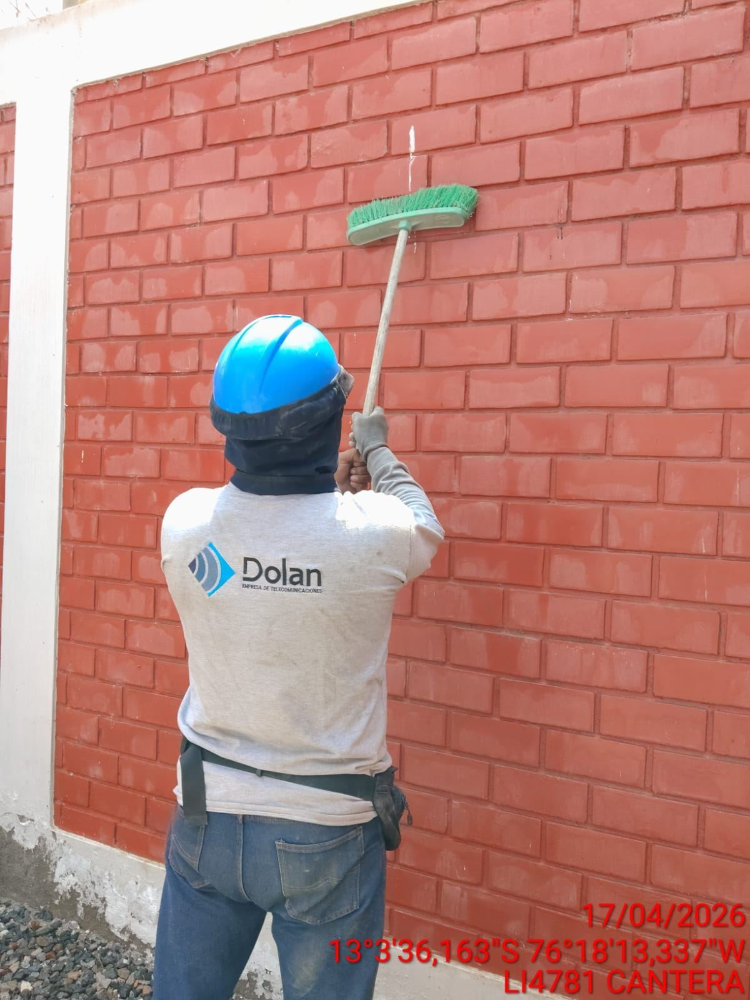 Dolan
EMPRESA DE TELECOMUNICACIONES
17/04/2026
13°3'36,163"S 76°18'13,337"W
LI4781 CANTERA